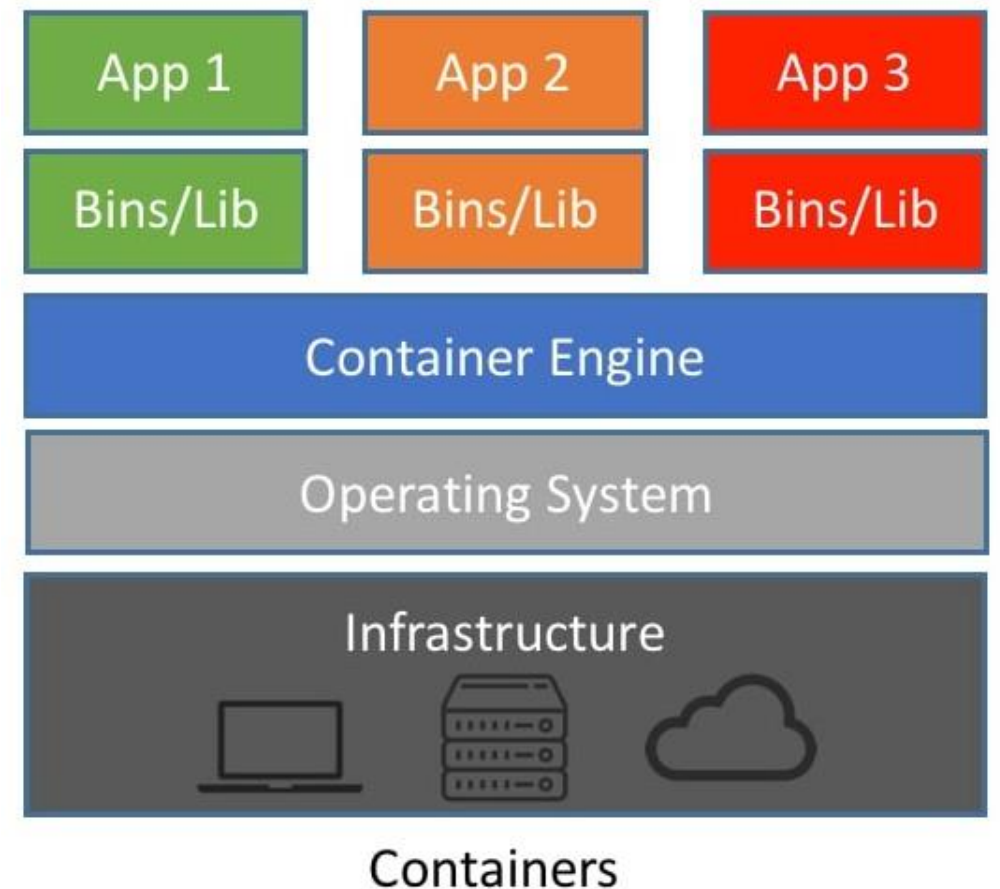 App 1
App 2
App 3
Bins/Lib
Bins/Lib
Bins/Lib
Container Engine
Operating System
Infrastructure
Containers